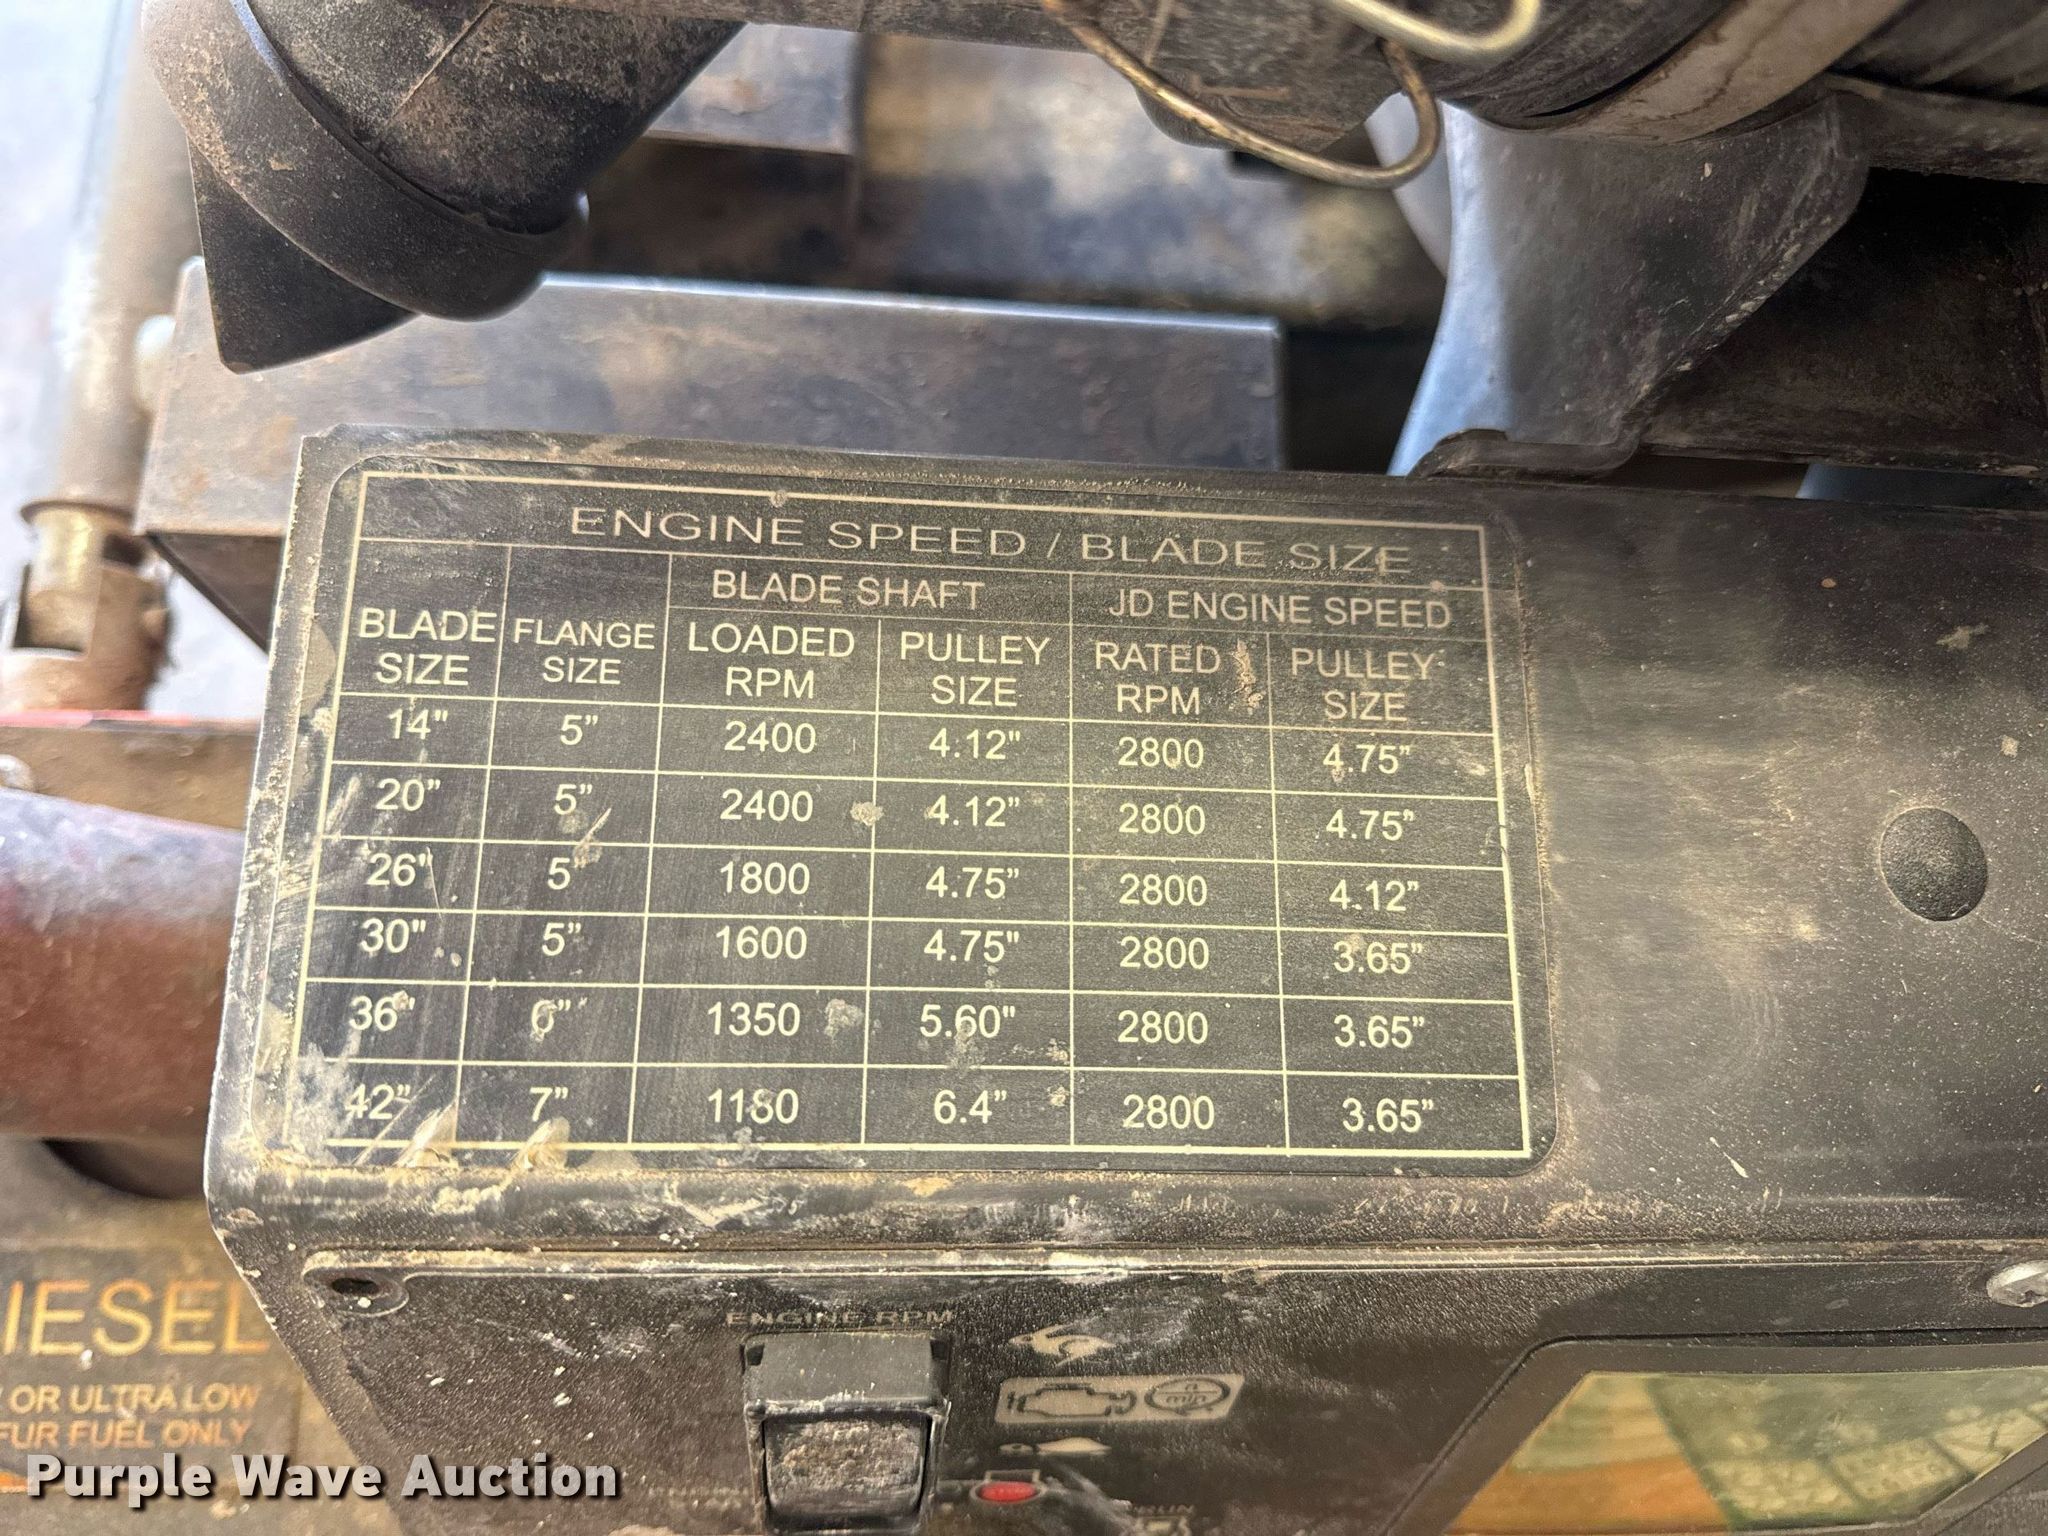 ENGINE SPEED / BLADE SIZE
BLADE SHAFT JD ENGINE SPEED
BLADE SIZE FLANGE SIZE LOADED RPM PULLEY SIZE RATED RPM PULLEY SIZE
14" 5" 2400 4.12" 2800 4.75"
20" 5" 2400 4.12" 2800 4.75"
26" 5" 1800 4.75" 2800 4.12"
30" 5" 1600 4.75" 2800 3.65"
36" 6" 1350 5.60" 2800 3.65"
42" 7" 1180 6.4" 2800 3.65"
ENGINE RPM
n/min
IESEL
OR ULTRA LOW
FUR FUEL ONLY
Purple Wave Auction